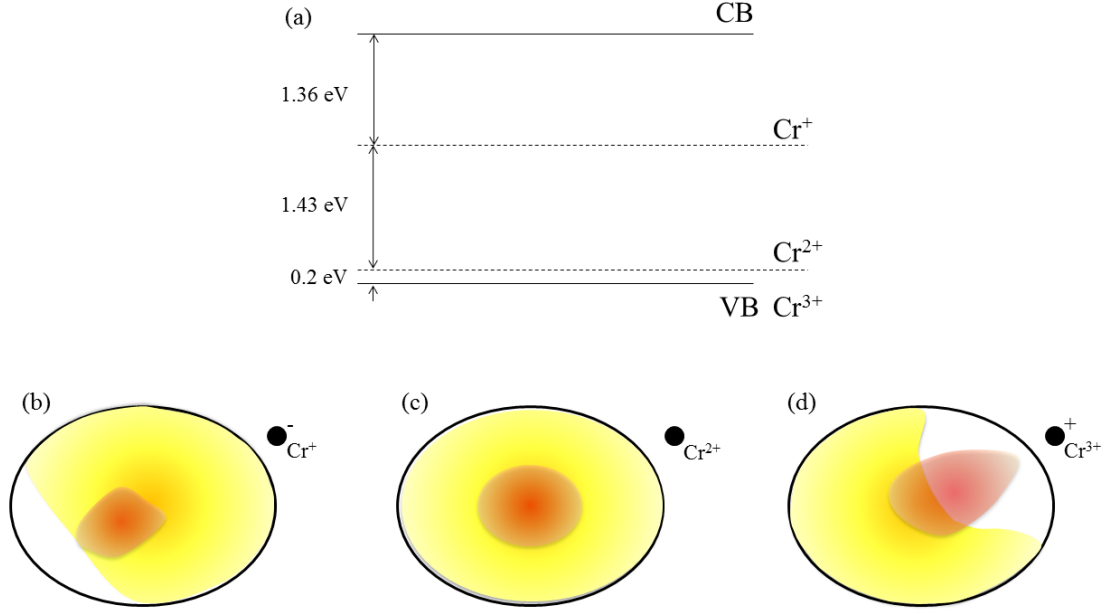 (a)
CB
1.36 eV
Cr⁺
1.43 eV
Cr²⁺
0.2 eV
VB Cr³⁺
(b)
-
Cr⁺
(c)
Cr²⁺
(d)
+
Cr³⁺